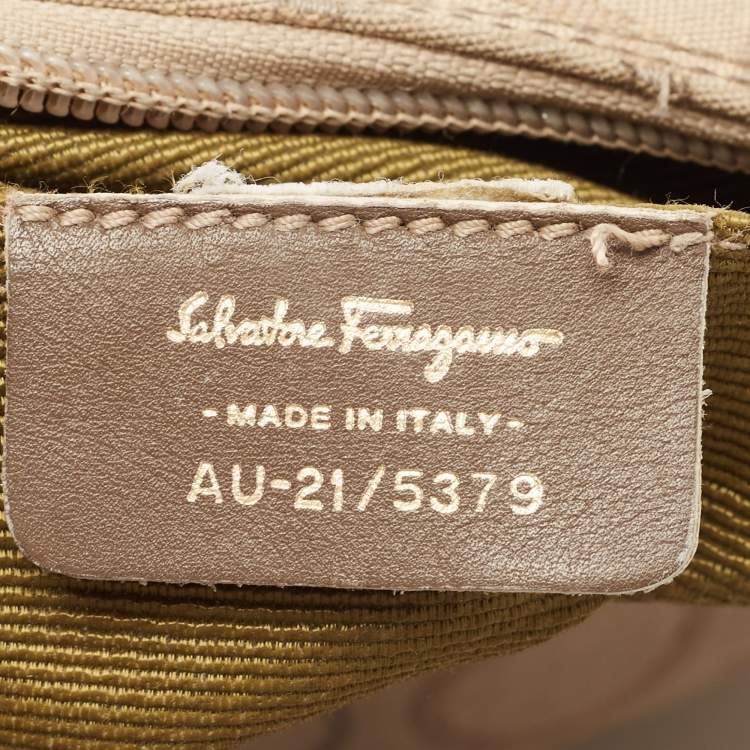 Salvatore Ferragamo
- MADE IN ITALY -
AU-21/5379